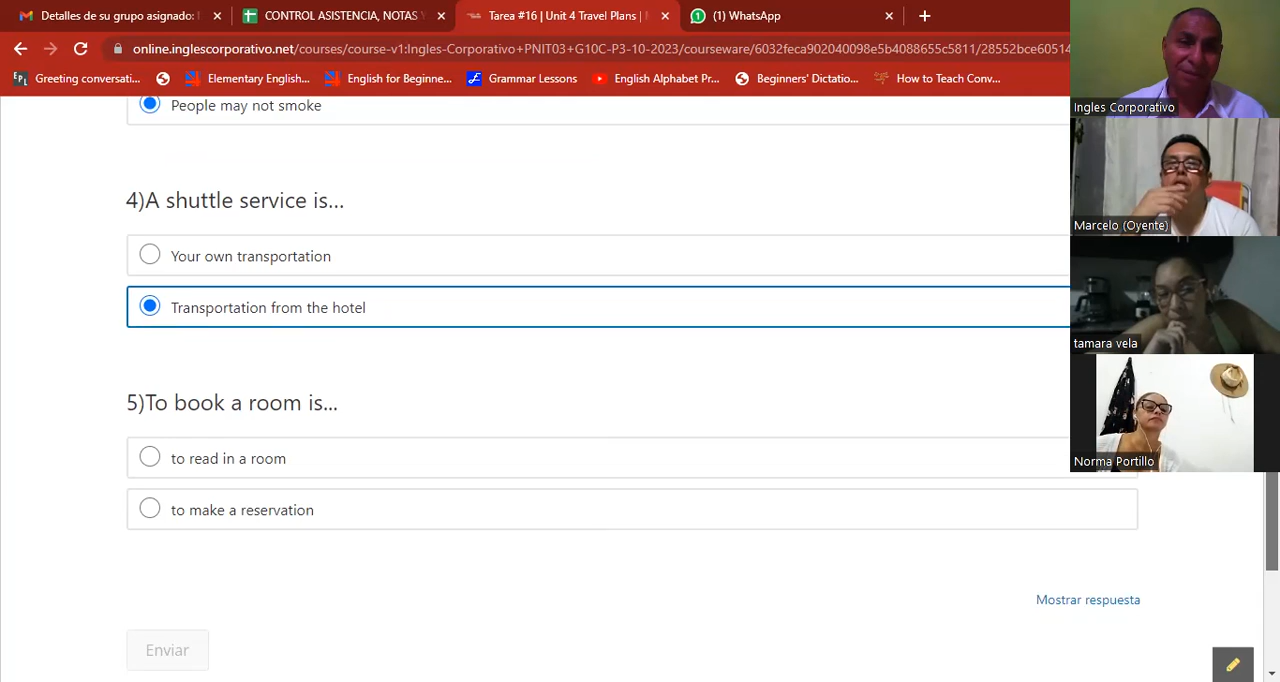 Detalles de su grupo asignado: N
CONTROL ASISTENCIA, NOTAS Y
Tarea #16 | Unit 4 Travel Plans |
(1) WhatsApp
online.inglescorporativo.net/courses/course-v1:Ingles-Corporativo+PNIT03+G10C-P3-10-2023/courseware/6032feca902040098e5b4088655c5811/28552bce60514
Greeting conversati...
Elementary English...
English for Beginne...
Grammar Lessons
English Alphabet Pr...
Beginners' Dictatio...
How to Teach Conv...
Ingles Corporativo
People may not smoke
4)A shuttle service is...
Marcelo (Oyente)
Your own transportation
Transportation from the hotel
tamara vela
5)To book a room is...
to read in a room
Norma Portillo
to make a reservation
Mostrar respuesta
Enviar